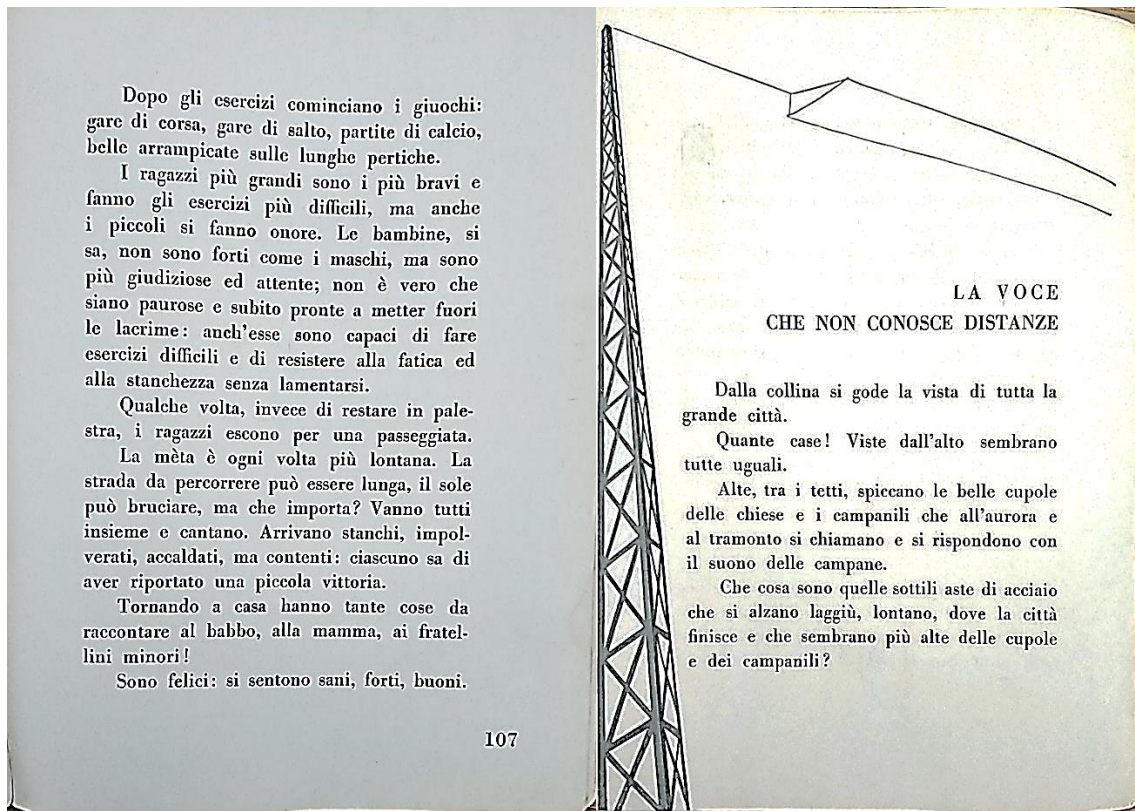 Dopo gli esercizi cominciano i giuochi:
gare di corsa, gare di salto, partite di calcio,
belle arrampicate sulle lunghe pertiche.
I ragazzi più grandi sono i più bravi e
fanno gli esercizi più difficili, ma anche
i piccoli si fanno onore. Le bambine, si
sa, non sono forti come i maschi, ma sono
più giudiziose ed attente; non è vero che
siano paurose e subito pronte a metter fuori
le lacrime: anch'esse sono capaci di fare
esercizi difficili e di resistere alla fatica ed
alla stanchezza senza lamentarsi.
Qualche volta, invece di restare in pale-
stra, i ragazzi escono per una passeggiata.
La mèta è ogni volta più lontana. La
strada da percorrere può essere lunga, il sole
può bruciare, ma che importa? Vanno tutti
insieme e cantano. Arrivano stanchi, impol-
verati, accaldati, ma contenti: ciascuno sa di
aver riportato una piccola vittoria.
Tornando a casa hanno tante cose da
raccontare al babbo, alla mamma, ai fratel-
lini minori!
Sono felici: si sentono sani, forti, buoni.
107
LA VOCE
CHE NON CONOSCE DISTANZE
Dalla collina si gode la vista di tutta la
grande città.
Quante case! Viste dall'alto sembrano
tutte uguali.
Alte, tra i tetti, spiccano le belle cupole
delle chiese e i campanili che all'aurora e
al tramonto si chiamano e si rispondono con
il suono delle campane.
Che cosa sono quelle sottili aste di acciaio
che si alzano laggiù, lontano, dove la città
finisce e che sembrano più alte delle cupole
e dei campanili?